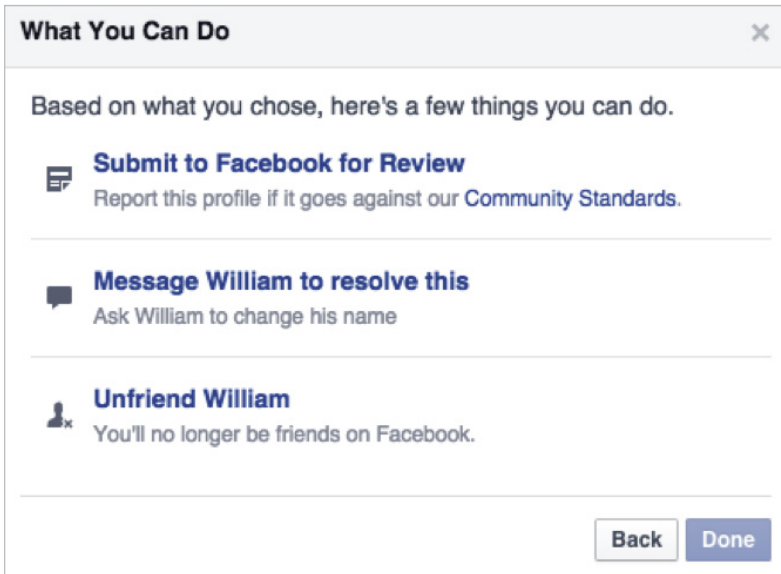 What You Can Do
Based on what you chose, here's a few things you can do.
Submit to Facebook for Review
Report this profile if it goes against our Community Standards.
Message William to resolve this
Ask William to change his name
Unfriend William
You'll no longer be friends on Facebook.
Back Done